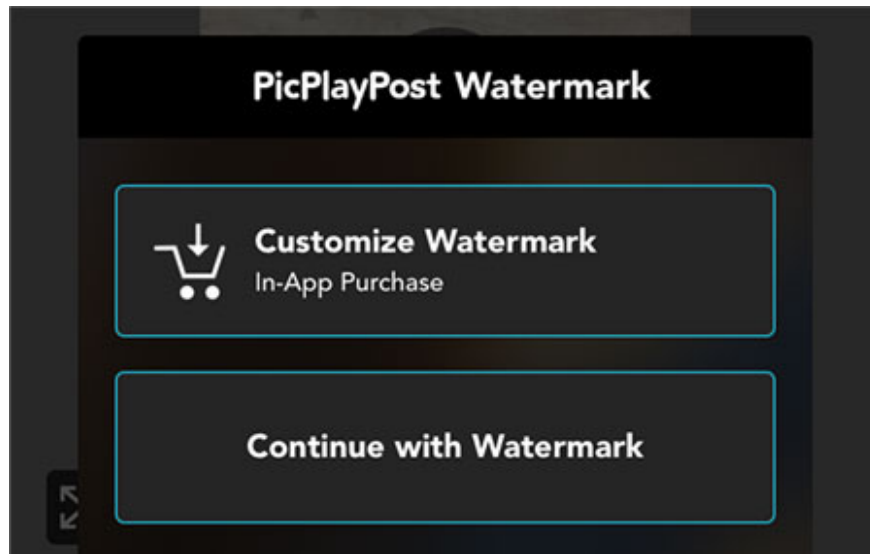 PicPlayPost Watermark
Customize Watermark
In-App Purchase
Continue with Watermark